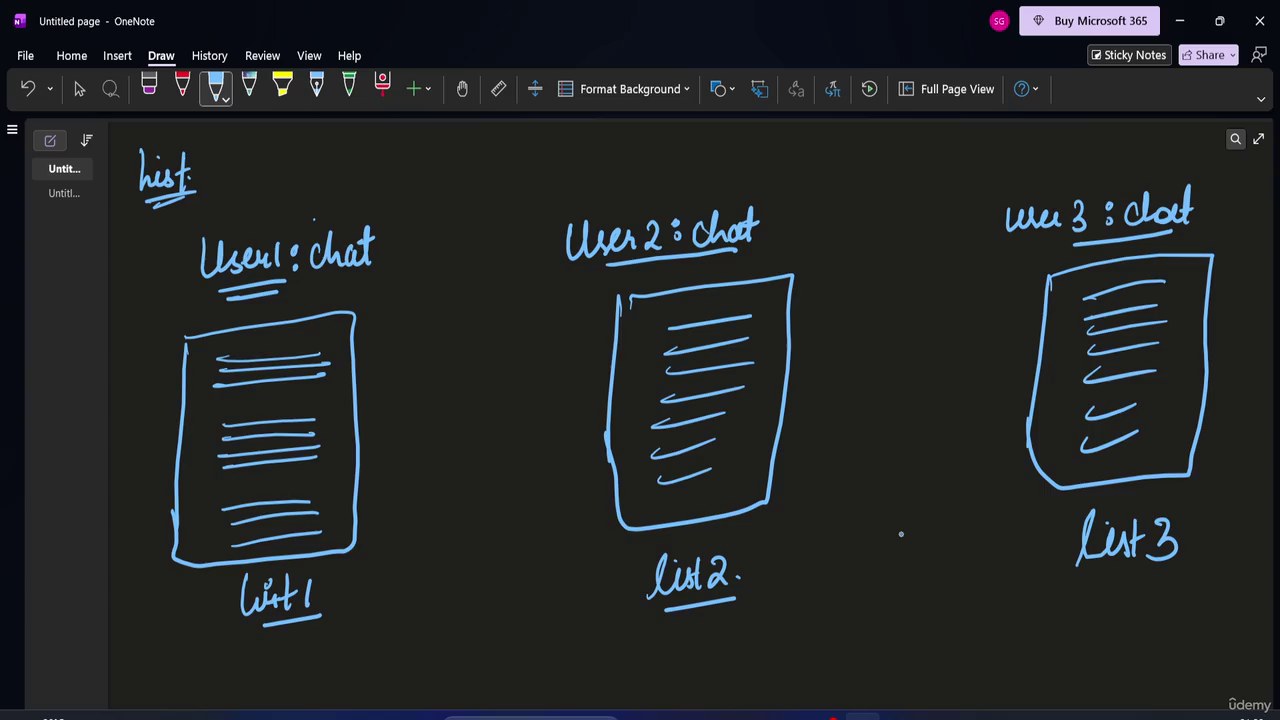 Untitled page - OneNote
SG
Buy Microsoft 365
File Home Insert Draw History Review View Help
Sticky Notes
Share
Format Background
Full Page View
Untit...
Untitl...
List.
User1: chat
User 2 : chat
user 3 : chat
list 1
list 2.
list 3
ûdemy